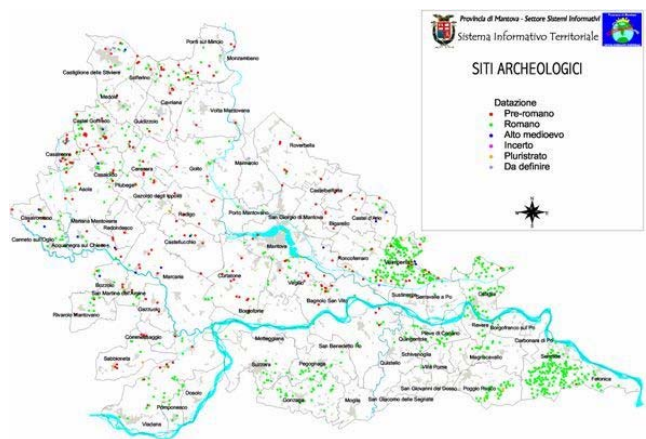 Provincia di Mantova - Settore Sistemi Informativi
Sistema Informativo Territoriale
SITI ARCHEOLOGICI
Datazione
Pre-romano
Romano
Alto medioevo
Incerto
Pluristrato
Da definire
Ponti sul Mincio
Monzambano
Castiglione delle Stiviere
Solferino
Cavriana
Medole
Volta Mantovana
Castel Goffredo
Guidizzolo
Roverbella
Casalmoro
Ceresara
Goito
Marmirolo
Casaloldo
Piubega
Castelbelforte
Asola
Gazoldo degli Ippoliti
Porto Mantovano
San Giorgio di Mantova
Casalromano
Mariana Mantovana
Rodigo
Bigarello
Castel d'Ario
Redondesco
Canneto sull'Oglio
Acquanegra sul Chiese
Castellucchio
Mantova
Roncoferraro
Villimpenta
Marcaria
Curtatone
Virgilio
Bozzolo
San Martino dall'Argine
Sustinente
Serravalle a Po
Ostiglia
Rivarolo Mantovano
Gazzuolo
Borgoforte
Bagnolo San Vito
Revere
Borgofranco sul Po
Commessaggio
Motteggiana
San Benedetto Po
Quingentole
Pieve di Coriano
Carbonara di Po
Sabbioneta
Suzzara
Pegognaga
Quistello
Schivenoglia
Magnacavallo
Sermide
Villa Poma
Dosolo
San Giovanni del Dosso
Poggio Rusco
Felonica
Pomponesco
Gonzaga
Moglia
San Giacomo delle Segnate
Viadana